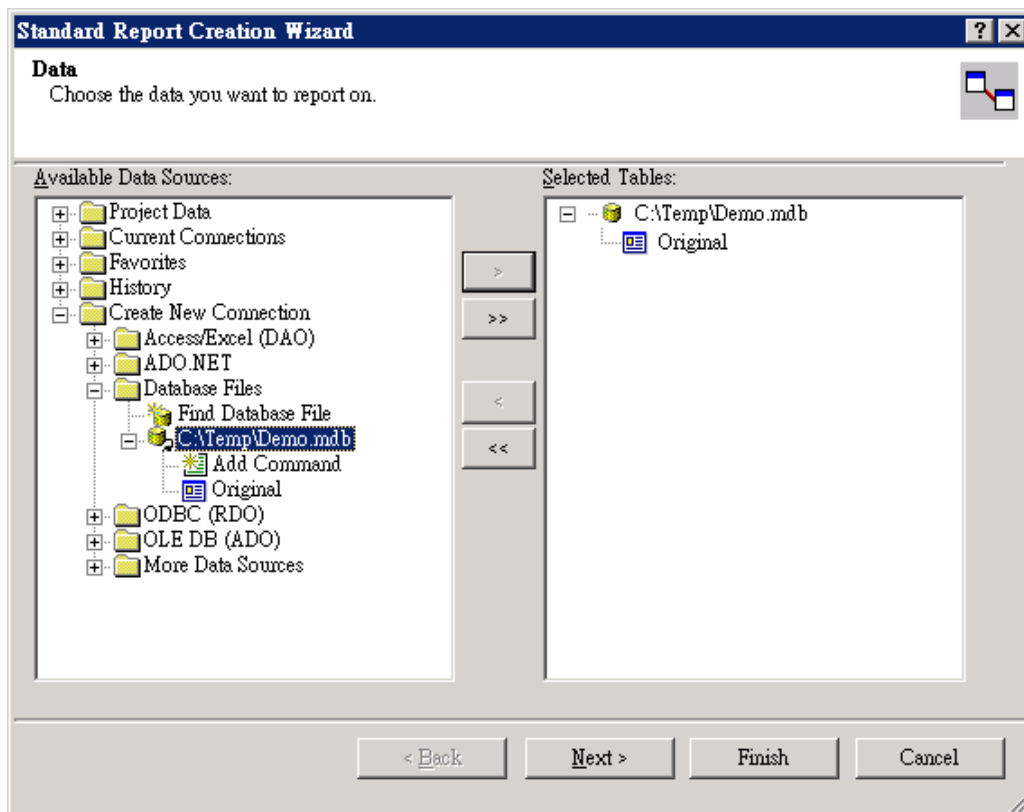 Standard Report Creation Wizard
Data
Choose the data you want to report on.
Available Data Sources:
Project Data
Current Connections
Favorites
History
Create New Connection
Access/Excel (DAO)
ADO.NET
Database Files
Find Database File
C:\Temp\Demo.mdb
Add Command
Original
ODBC (RDO)
OLE DB (ADO)
More Data Sources
>
>>
<
<<
Selected Tables:
C:\Temp\Demo.mdb
Original
< Back
Next >
Finish
Cancel